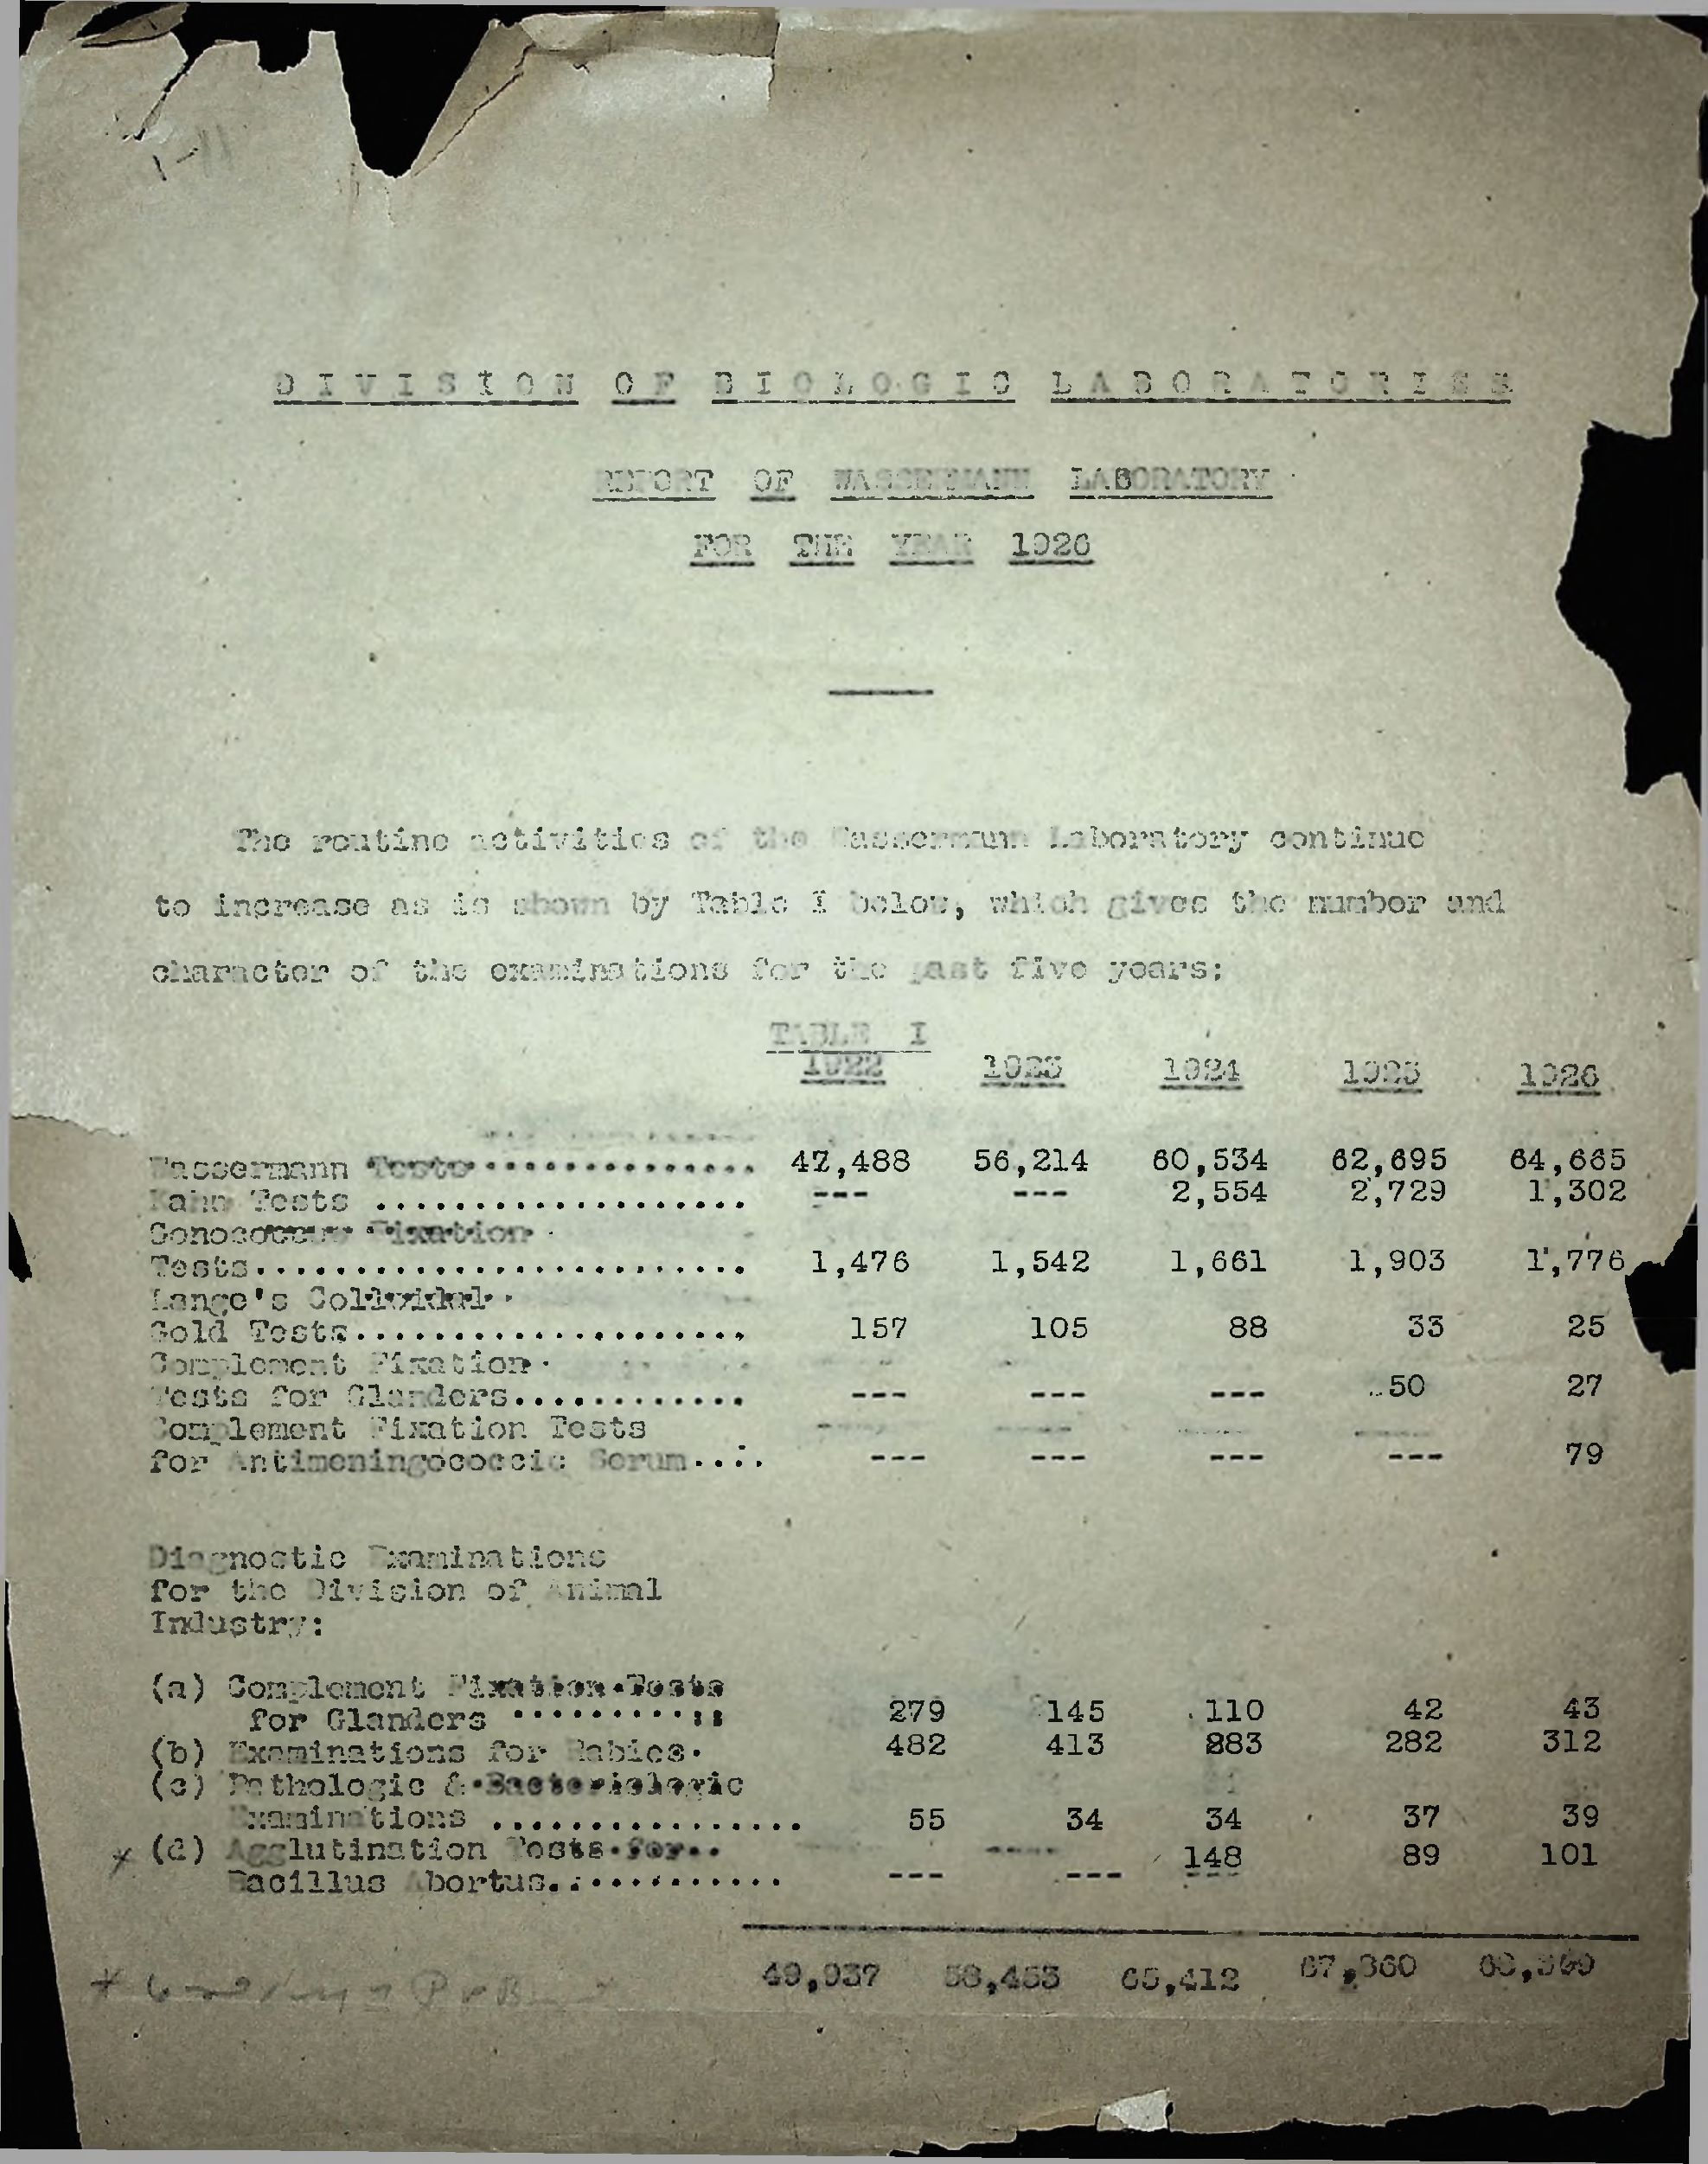 DIVISION OF BIOLOGIC LABORATORIES
REPORT OF WASSERMANN LABORATORY
FOR THE YEAR 1926
The routine activities of the Wassermann Laboratory continue
to increase as is shown by Table I below, which gives the number and
character of the examinations for the past five years:
TABLE I
1922 1923 1924 1925 1926
Wassermann Tests............... 47,488 56,214 60,534 62,695 64,665
Kahn Tests ................... --- --- 2,554 2,729 1,302
Gonococcus Fixation
Tests......................... 1,476 1,542 1,661 1,903 1,776
Lange's Colloidal
Gold Tests.................... 157 105 88 33 25
Complement Fixation
Tests for Glanders............ --- --- --- 50 27
Complement Fixation Tests
for Antimeningococcic Serum.... --- --- --- --- 79
Diagnostic Examinations
for the Division of Animal
Industry:
(a) Complement Fixation Tests
for Glanders ........... 279 145 110 42 43
(b) Examinations for Rabies. 482 413 283 282 312
(c) Pathologic & Bacteriologic
Examinations ................ 55 34 34 37 39
* (d) Agglutination Tests for.. 148 89 101
Bacillus Abortus............ --- --- ---
49,937 58,453 65,412 67,860 68,369